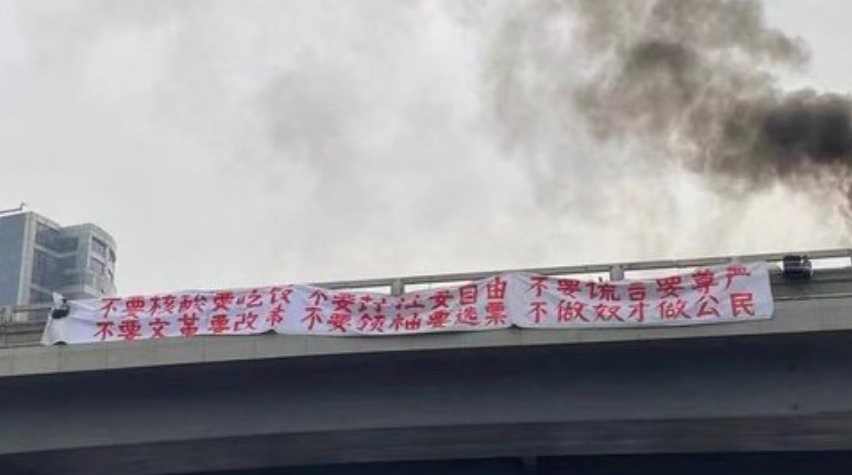 不要核酸要吃饭 不要封控要自由 不要谎言要尊严
不要文革要改革 不要领袖要选票 不做奴才做公民